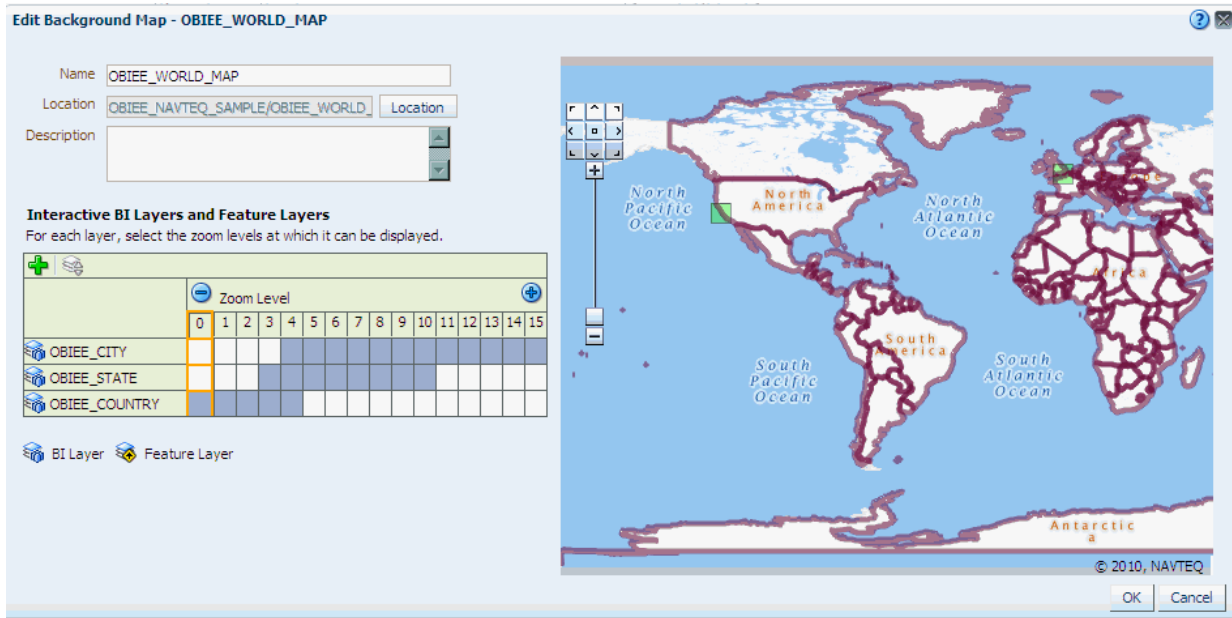 Edit Background Map - OBIEE_WORLD_MAP
Name OBIEE_WORLD_MAP
Location OBIEE_NAVTEQ_SAMPLE/OBIEE_WORLD_ Location
Description
Interactive BI Layers and Feature Layers
For each layer, select the zoom levels at which it can be displayed.
Zoom Level
0 1 2 3 4 5 6 7 8 9 10 11 12 13 14 15
OBIEE_CITY
OBIEE_STATE
OBIEE_COUNTRY
BI Layer Feature Layer
North
Pacific
Ocean
North
America
North
Atlantic
Ocean
Africa
South
America
South
Pacific
Ocean
South
Atlantic
Ocean
Antarctic
a
© 2010, NAVTEQ
OK Cancel